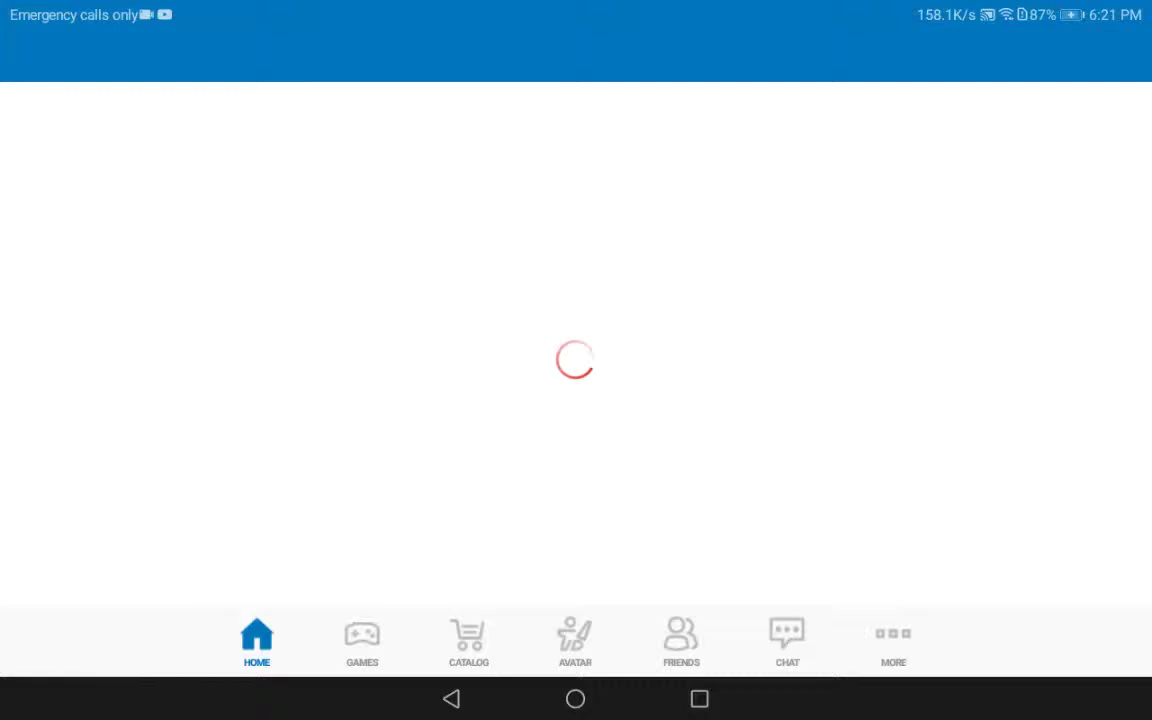 Emergency calls only 158.1K/s 87% 6:21 PM
HOME GAMES CATALOG AVATAR FRIENDS CHAT MORE